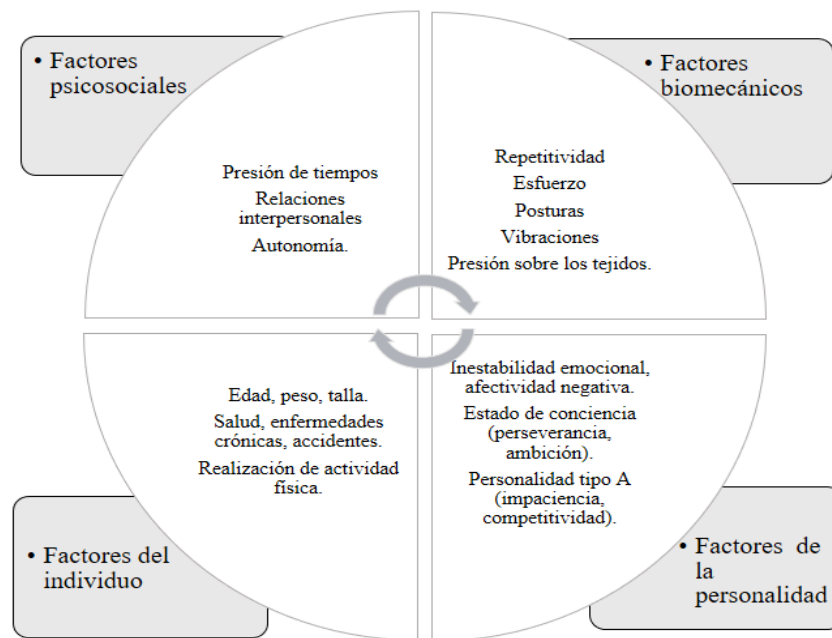 • Factores
psicosociales
Presión de tiempos
Relaciones
interpersonales
Autonomía.
• Factores
biomecánicos
Repetitividad
Esfuerzo
Posturas
Vibraciones
Presión sobre los tejidos.
Edad, peso, talla.
Salud, enfermedades
crónicas, accidentes.
Realización de actividad
física.
• Factores del
individuo
Inestabilidad emocional,
afectividad negativa.
Estado de conciencia
(perseverancia,
ambición).
Personalidad tipo A
(impaciencia,
competitividad).
• Factores de
la
personalidad